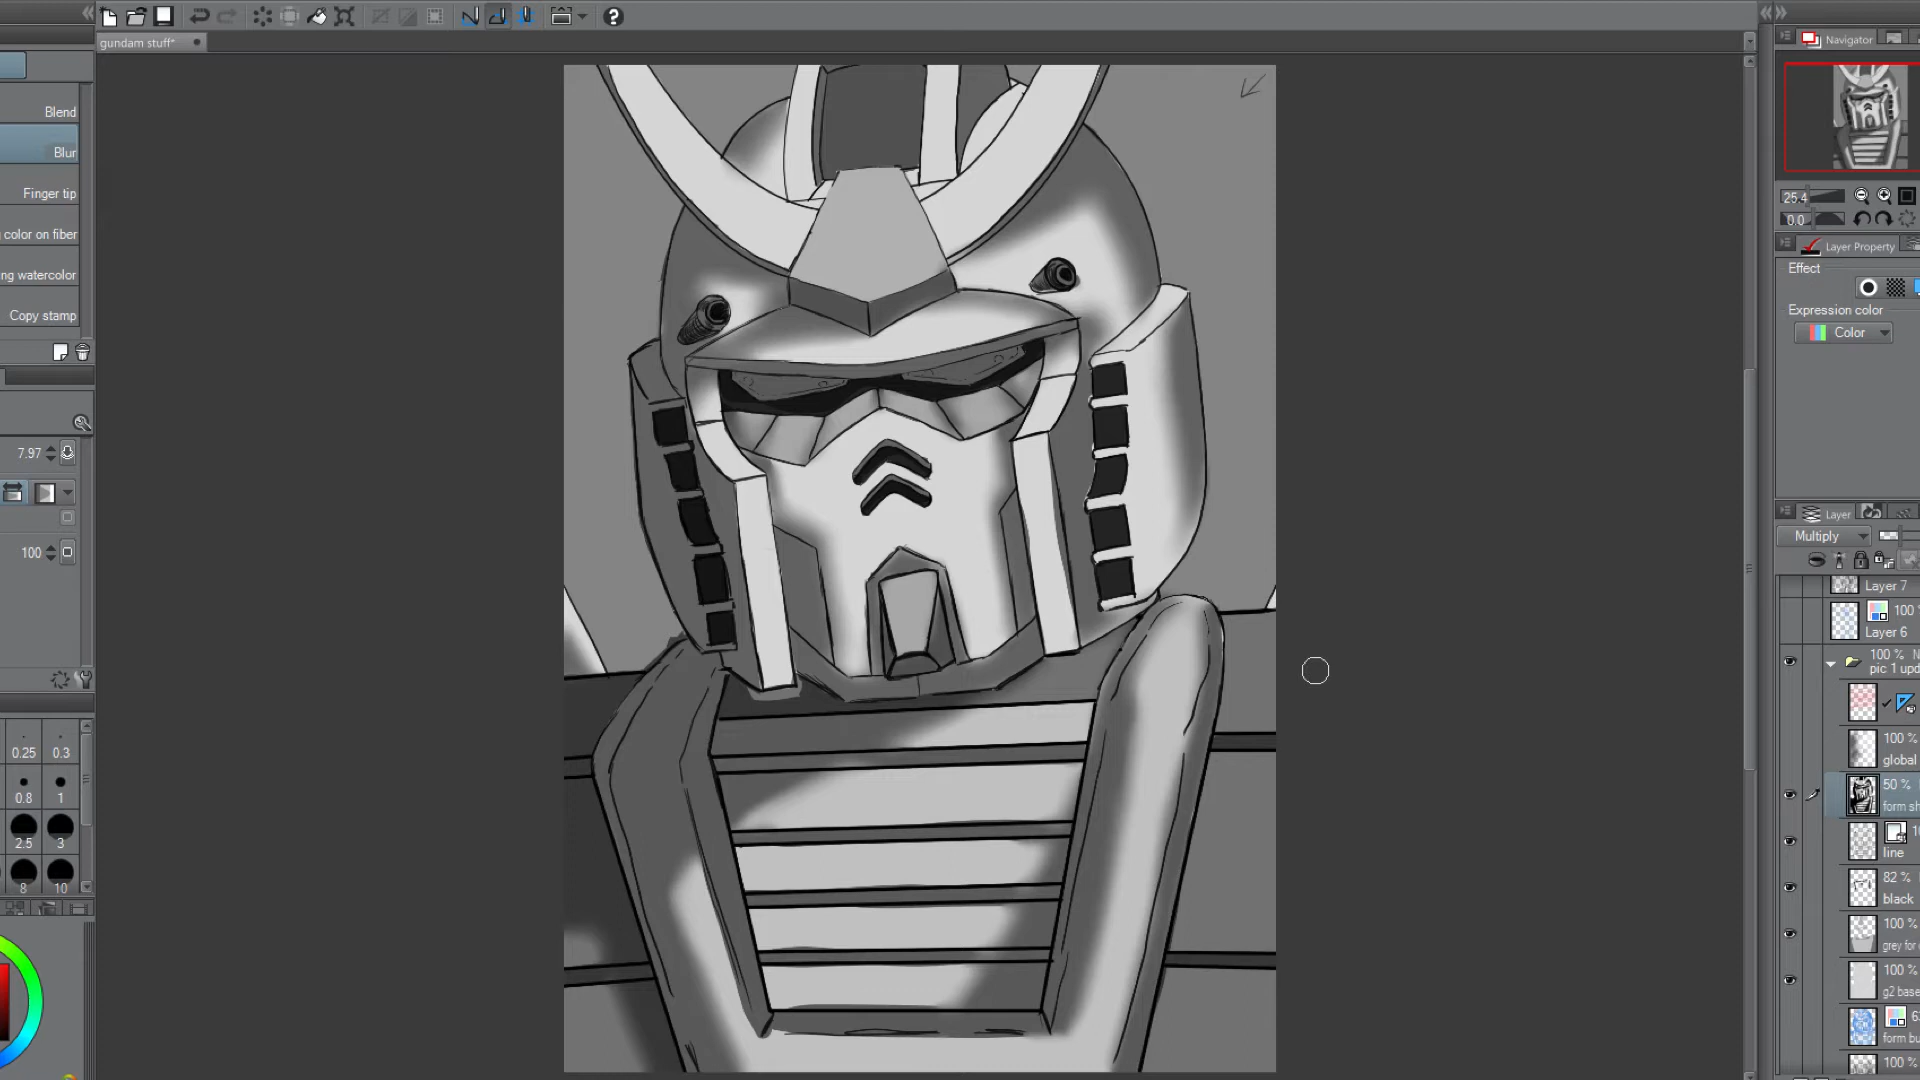 gundam stuff*
Navigator
Blend
Blur
Finger tip
color on fiber
ng watercolor
Copy stamp
25.4
0.0
Layer Property
Effect
Expression color
Color
7.97
100
Layer
Multiply
Layer 7
100
Layer 6
100 % N
pic 1 upd
100 %
global
50 %
form sh
line
82 %
black
100 %
grey for
100 %
g2 base
form bu
100 %
0.25 0.3
0.8 1
2.5 3
8 10